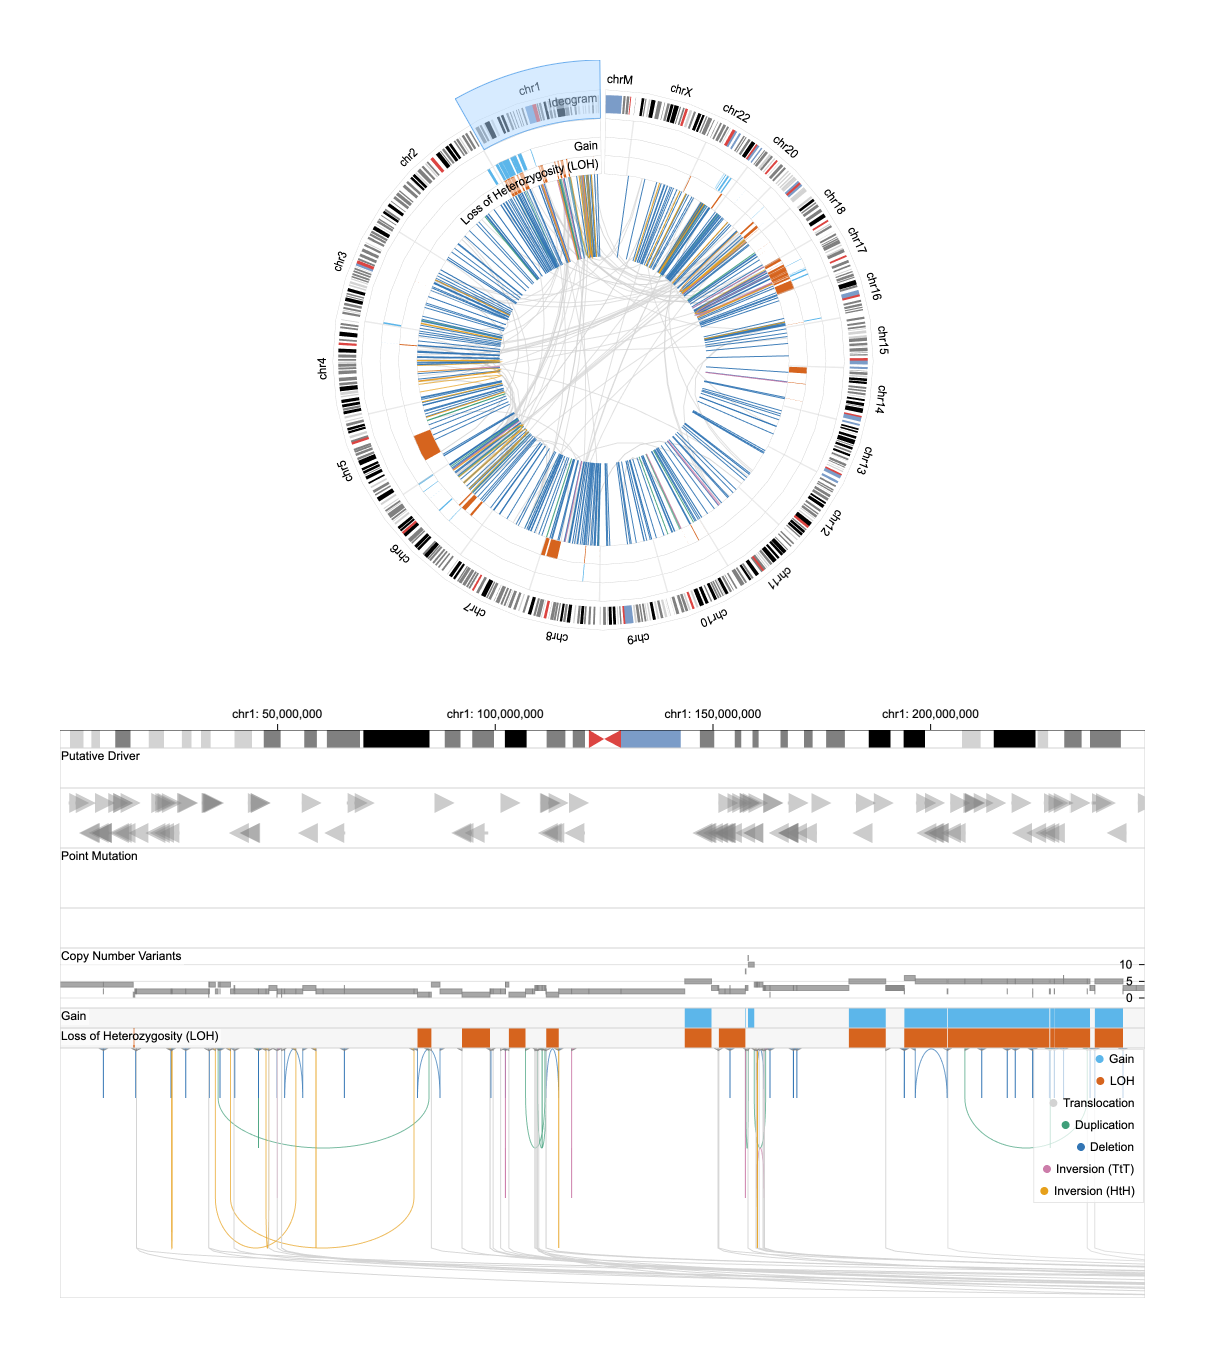 chrM
chrX
chr22
chr20
chr18
chr17
chr16
chr15
chr14
chr13
chr12
chr11
chr10
chr9
chr8
chr7
chr6
chr5
chr4
chr3
chr2
chr1
Ideogram
Gain
Loss of Heterozygosity (LOH)
chr1: 50,000,000
chr1: 100,000,000
chr1: 150,000,000
chr1: 200,000,000
Putative Driver
Point Mutation
Copy Number Variants
10
5
0
Gain
Loss of Heterozygosity (LOH)
Gain
LOH
Translocation
Duplication
Deletion
Inversion (TtT)
Inversion (HtH)